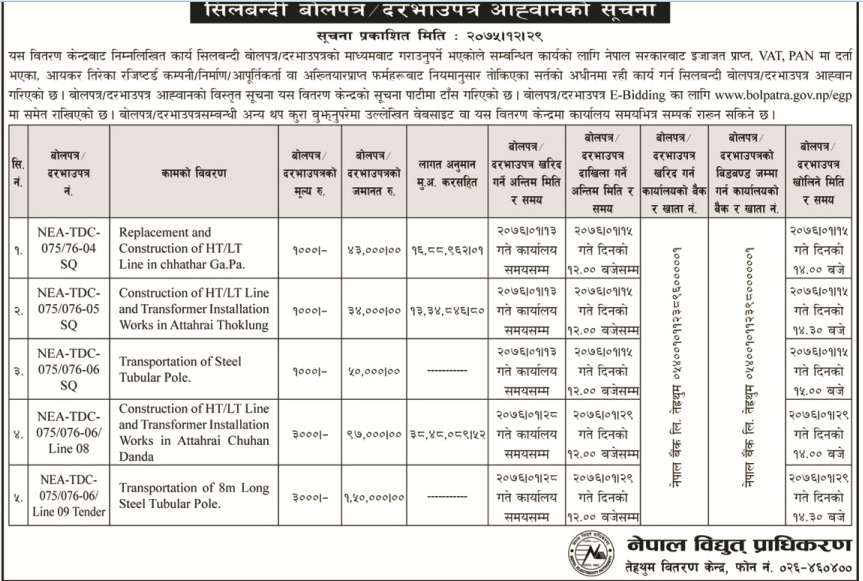 सिलबन्दी बोलपत्र/दरभाउपत्र आह्वानको सूचना
सूचना प्रकाशित मिति : २०७५।१२।२९
यस वितरण केन्द्रबाट निम्नलिखित कार्य सिलबन्दी बोलपत्र/दरभाउपत्रको माध्यमबाट गराउनुपर्ने भएकोले सम्बन्धित कार्यको लागि नेपाल सरकारबाट इजाजत प्राप्त, VAT, PAN मा दर्ता
भएका, आयकर तिरेका रजिष्टर्ड कम्पनी/निर्माण/आपूर्तिकर्ता वा अख्तियारप्राप्त फर्महरूबाट नियमानुसार तोकिएका सर्तको अधीनमा रही कार्य गर्न सिलबन्दी बोलपत्र/दरभाउपत्र आह्वान
गरिएको छ। बोलपत्र/दरभाउपत्र आह्वानको विस्तृत सूचना यस वितरण केन्द्रको सूचना पाटीमा टाँस गरिएको छ। बोलपत्र/दरभाउपत्र E-Bidding का लागि www.bolpatra.gov.np/egp
मा समेत राखिएको छ। बोलपत्र/दरभाउपत्रसम्बन्धी अन्य थप कुरा बुझ्नुपरेमा उल्लेखित वेबसाइट वा यस वितरण केन्द्रमा कार्यालय समयभित्र सम्पर्क राख्न सकिने छ।
सि. नं. | बोलपत्र/ दरभाउपत्र नं. | कामको विवरण | बोलपत्र/ दरभाउपत्रको मूल्य रु. | बोलपत्र/ दरभाउपत्रको जमानत रु. | लागत अनुमान मु.अ. करसहित | बोलपत्र/ दरभाउपत्र खरिद गर्ने अन्तिम मिति र समय | बोलपत्र/ दरभाउपत्र दाखिला गर्ने अन्तिम मिति र समय | बोलपत्र/ दरभाउपत्र खरिद गर्न कार्यालयको बैंक र खाता नं. | बोलपत्र/ दरभाउपत्रको बिडबण्ड जम्मा गर्न कार्यालयको बैंक र खाता नं. | बोलपत्र/ दरभाउपत्र खोलिने मिति र समय
१. | NEA-TDC-075/76-04 SQ | Replacement and Construction of HT/LT Line in chhathar Ga.Pa. | १०००।– | ४३,०००।०० | १६,८८,९६२।०१ | २०७६।०१।१३ गते कार्यालय समयसम्म | २०७६।०१।१५ गते दिनको १२.०० बजेसम्म | २०७६।०१।१५ गते दिनको १४.०० बजे
२. | NEA-TDC-075/076-05 SQ | Construction of HT/LT Line and Transformer Installation Works in Attahrai Thoklung | १०००।– | ३४,०००।०० | १३,३४,८४६।८० | २०७६।०१।१३ गते कार्यालय समयसम्म | २०७६।०१।१५ गते दिनको १२.०० बजेसम्म | २०७६।०१।१५ गते दिनको १४.३० बजे
३. | NEA-TDC-075/076-06 SQ | Transportation of Steel Tubular Pole. | १०००।– | ५०,०००।०० | ----------- | २०७६।०१।१३ गते कार्यालय समयसम्म | २०७६।०१।१५ गते दिनको १२.०० बजेसम्म | २०७६।०१।१५ गते दिनको १५.०० बजे
४. | NEA-TDC-075/076-06/ Line 08 | Construction of HT/LT Line and Transformer Installation Works in Attahrai Chuhan Danda | ३०००।– | ९७,०००।०० | ३८,४८,०८९।५२ | २०७६।०१।२८ गते कार्यालय समयसम्म | २०७६।०१।२९ गते दिनको १२.०० बजेसम्म | २०७६।०१।२९ गते दिनको १४.०० बजे
५. | NEA-TDC-075/076-06/ Line 09 Tender | Transportation of 8m Long Steel Tubular Pole. | ३०००।– | १,५०,०००।०० | ----------- | २०७६।०१।२८ गते कार्यालय समयसम्म | २०७६।०१।२९ गते दिनको १२.०० बजेसम्म | २०७६।०१।२९ गते दिनको १४.३० बजे
नेपाल बैंक लि. तेह्रथुम
नेपाल बैंक लि. तेह्रथुम
नेपाल विद्युत प्राधिकरण
तेह्रथुम वितरण केन्द्र, फोन नं. ०२६-४६०४००